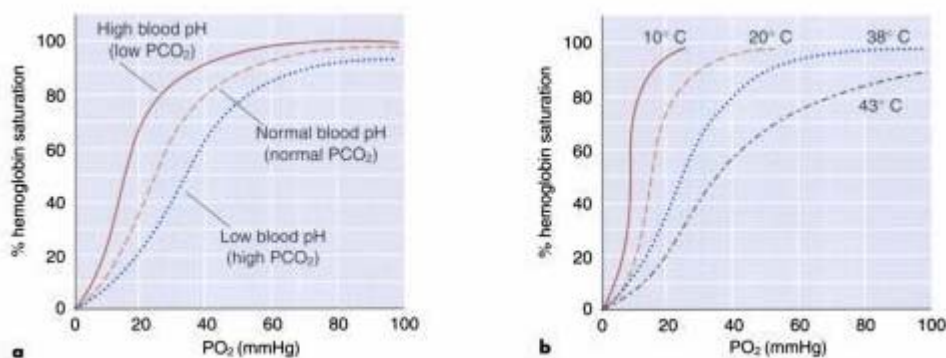 High blood pH
(low PCO₂)
Normal blood pH
(normal PCO₂)
Low blood pH
(high PCO₂)
% hemoglobin saturation
100
80
60
40
20
0
0
20
40
60
80
100
PO₂ (mmHg)
a
10° C
20° C
38° C
43° C
% hemoglobin saturation
100
80
60
40
20
0
0
20
40
60
80
100
PO₂ (mmHg)
b